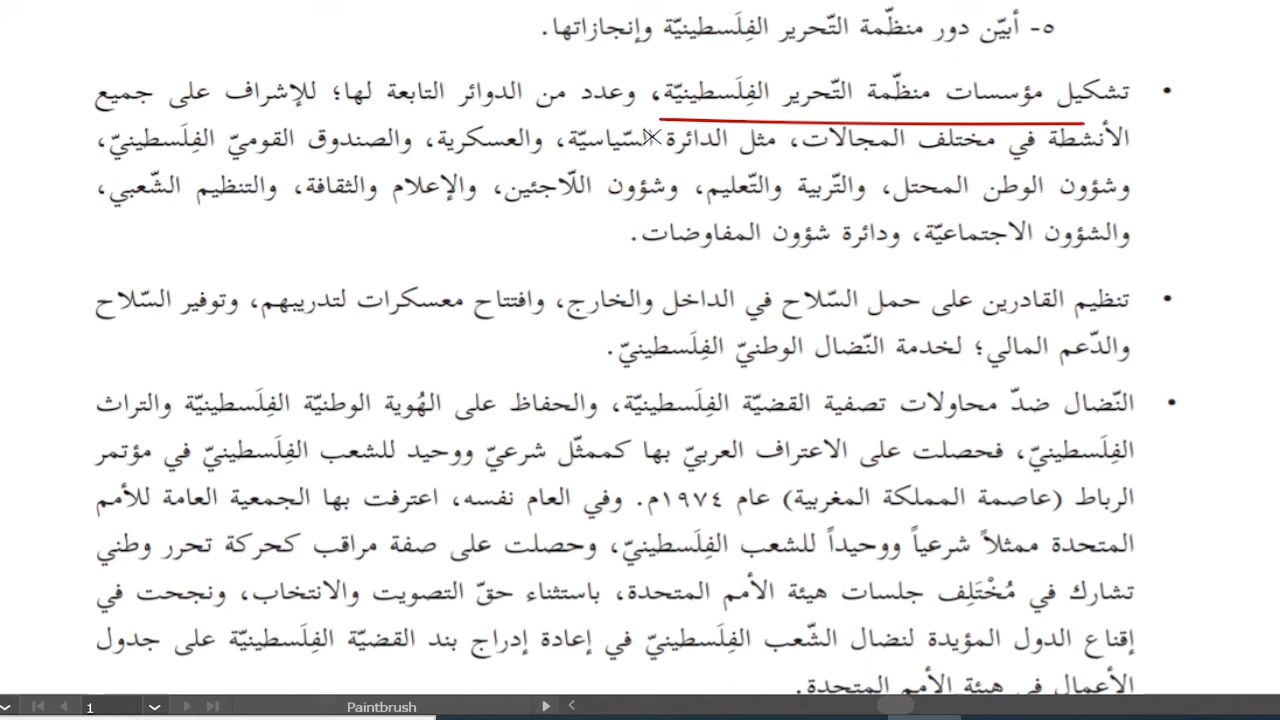 ٥- أبيّن دور منظّمة التّحرير الفِلَسطينيّة وإنجازاتها.
• تشكيل مؤسسات منظّمة التّحرير الفِلَسطينيّة، وعدد من الدوائر التابعة لها؛ للإشراف على جميع
الأنشطة في مختلف المجالات، مثل الدائرة السّياسيّة، والعسكرية، والصندوق القوميّ الفِلَسطينيّ،
وشؤون الوطن المحتل، والتّربية والتّعليم، وشؤون اللّاجئين، والإعلام والثقافة، والتنظيم الشّعبي،
والشؤون الاجتماعيّة، ودائرة شؤون المفاوضات.
• تنظيم القادرين على حمل السّلاح في الداخل والخارج، وافتتاح معسكرات لتدريبهم، وتوفير السّلاح
والدّعم المالي؛ لخدمة النّضال الوطنيّ الفِلَسطينيّ.
• النّضال ضدّ محاولات تصفية القضيّة الفِلَسطينيّة، والحفاظ على الهُوية الوطنيّة الفِلَسطينيّة والتراث
الفِلَسطينيّ، فحصلت على الاعتراف العربيّ بها كممثّل شرعيّ ووحيد للشعب الفِلَسطينيّ في مؤتمر
الرباط (عاصمة المملكة المغربية) عام ١٩٧٤م. وفي العام نفسه، اعترفت بها الجمعية العامة للأمم
المتحدة ممثلاً شرعياً ووحيداً للشعب الفِلَسطينيّ، وحصلت على صفة مراقب كحركة تحرر وطني
تشارك في مُخْتَلِف جلسات هيئة الأمم المتحدة، باستثناء حقّ التصويت والانتخاب، ونجحت في
إقناع الدول المؤيدة لنضال الشّعب الفِلَسطينيّ في إعادة إدراج بند القضيّة الفِلَسطينيّة على جدول
الأعمال في هيئة الأمم المتحدة.
1 Paintbrush